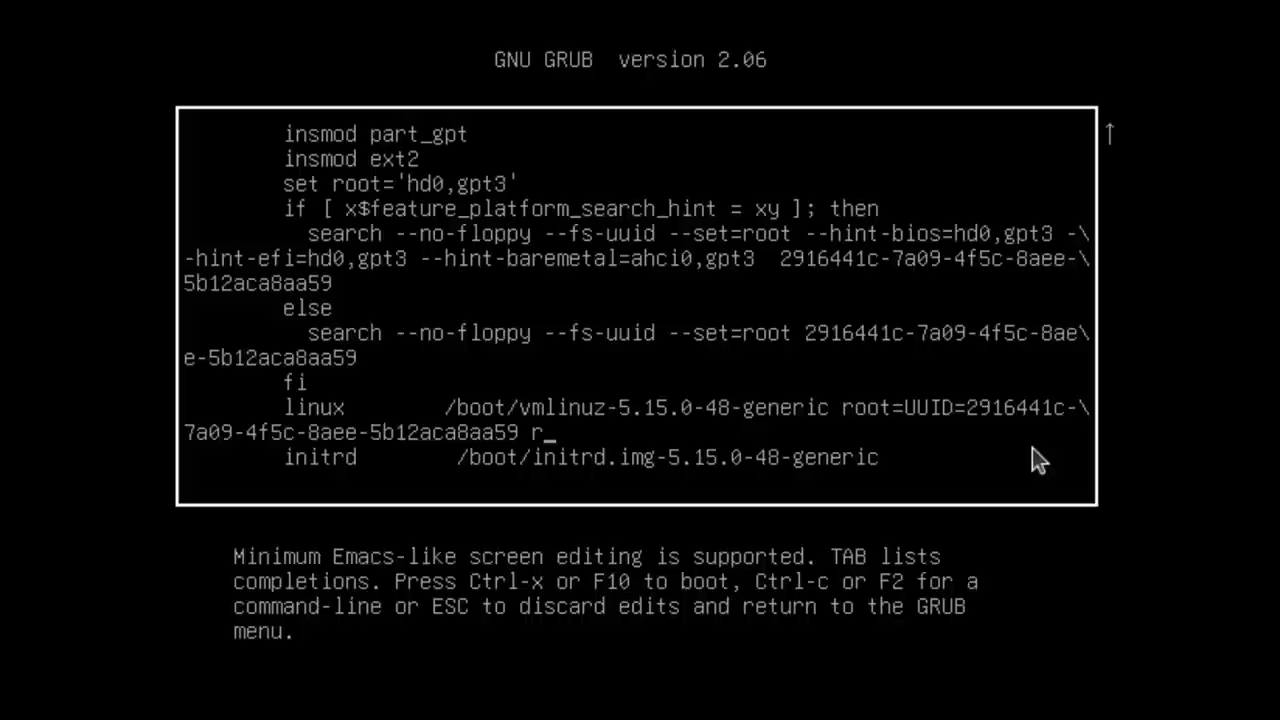 GNU GRUB  version 2.06
insmod part_gpt
insmod ext2
set root='hd0,gpt3'
if [ x$feature_platform_search_hint = xy ]; then
search --no-floppy --fs-uuid --set=root --hint-bios=hd0,gpt3 -\
-hint-efi=hd0,gpt3 --hint-baremetal=ahci0,gpt3  2916441c-7a09-4f5c-8aee-\
5b12aca8aa59
else
search --no-floppy --fs-uuid --set=root 2916441c-7a09-4f5c-8ae\
e-5b12aca8aa59
fi
linux        /boot/vmlinuz-5.15.0-48-generic root=UUID=2916441c-\
7a09-4f5c-8aee-5b12aca8aa59 r_
initrd        /boot/initrd.img-5.15.0-48-generic
Minimum Emacs-like screen editing is supported. TAB lists
completions. Press Ctrl-x or F10 to boot, Ctrl-c or F2 for a
command-line or ESC to discard edits and return to the GRUB
menu.